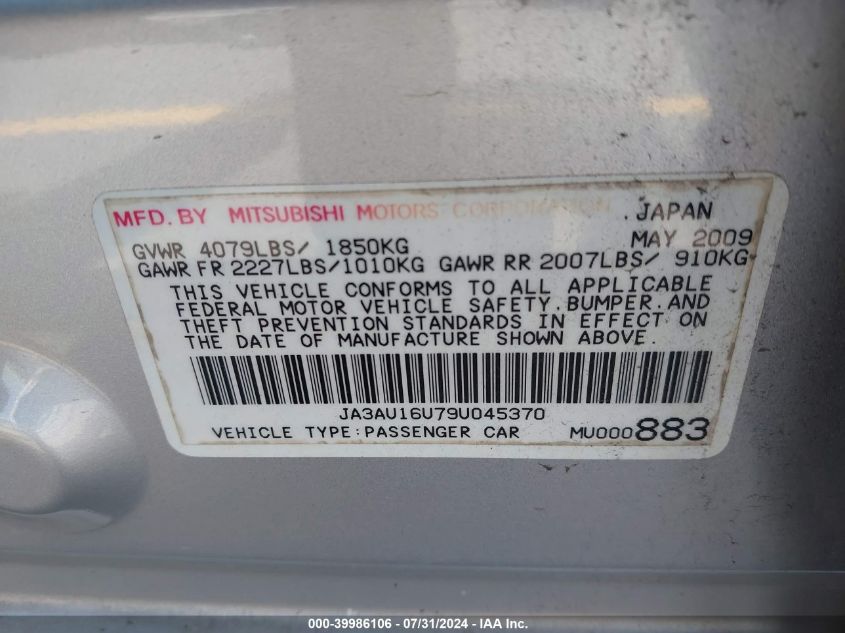 MFD. BY MITSUBISHI MOTORS CORPORATION, JAPAN
GVWR 4079LBS/ 1850KG MAY 2009
GAWR FR 2227LBS/1010KG GAWR RR 2007LBS/ 910KG
THIS VEHICLE CONFORMS TO ALL APPLICABLE
FEDERAL MOTOR VEHICLE SAFETY, BUMPER, AND
THEFT PREVENTION STANDARDS IN EFFECT ON
THE DATE OF MANUFACTURE SHOWN ABOVE.
JA3AU16U79U045370
VEHICLE TYPE:PASSENGER CAR MU000883
000-39986106 - 07/31/2024 - © IAA Inc.